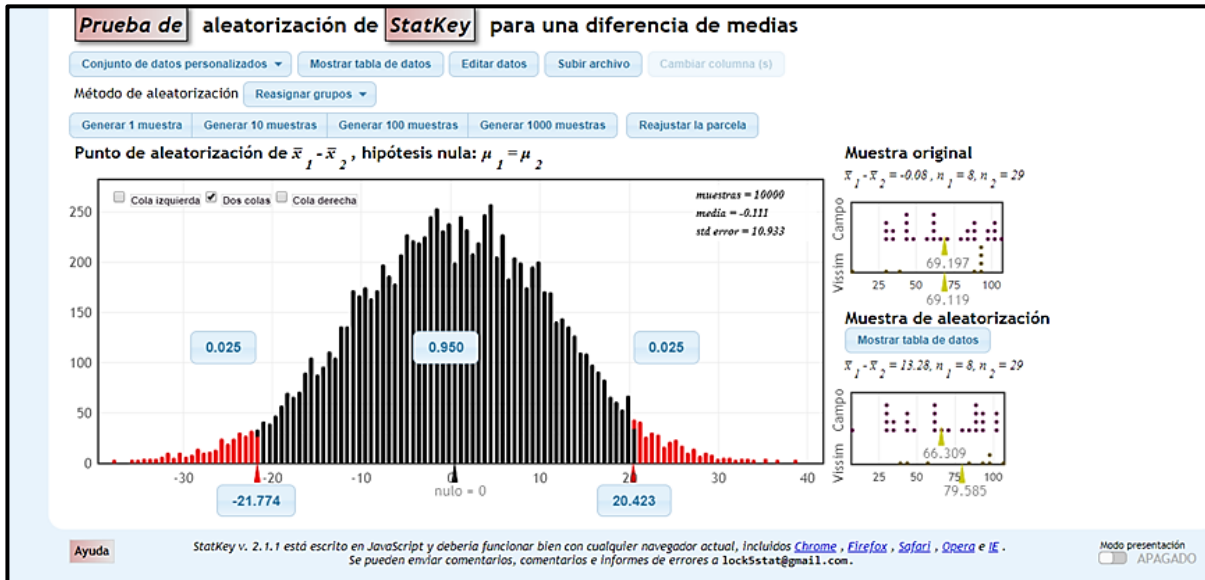 Prueba de aleatorización de StatKey para una diferencia de medias
Conjunto de datos personalizados Mostrar tabla de datos Editar datos Subir archivo Cambiar columna (s)
Método de aleatorización Reasignar grupos
Generar 1 muestra Generar 10 muestras Generar 100 muestras Generar 1000 muestras Reajustar la parcela
Punto de aleatorización de x̅ 1 - x̅ 2 , hipótesis nula: μ 1 = μ 2
Cola izquierda Dos colas Cola derecha
muestras = 10000
media = -0.111
std error = 10.933
250
200
150
100
50
0
0.025 0.950 0.025
-30 -20 -10 0 10 20 30 40
nulo = 0
-21.774 20.423
Muestra original
x̅ 1 - x̅ 2 = -0.08 , n 1 = 8, n 2 = 29
Campo
Vissim
69.197
25 50 75 100
69.119
Muestra de aleatorización
Mostrar tabla de datos
x̅ 1 - x̅ 2 = 13.28, n 1 = 8, n 2 = 29
Campo
Vissim
66.309
25 50 75 100
79.585
Ayuda
StatKey v. 2.1.1 está escrito en JavaScript y debería funcionar bien con cualquier navegador actual, incluidos Chrome , Firefox , Safari , Opera e IE .
Se pueden enviar comentarios, comentarios e informes de errores a lock5stat@gmail.com.
Modo presentación
APAGADO